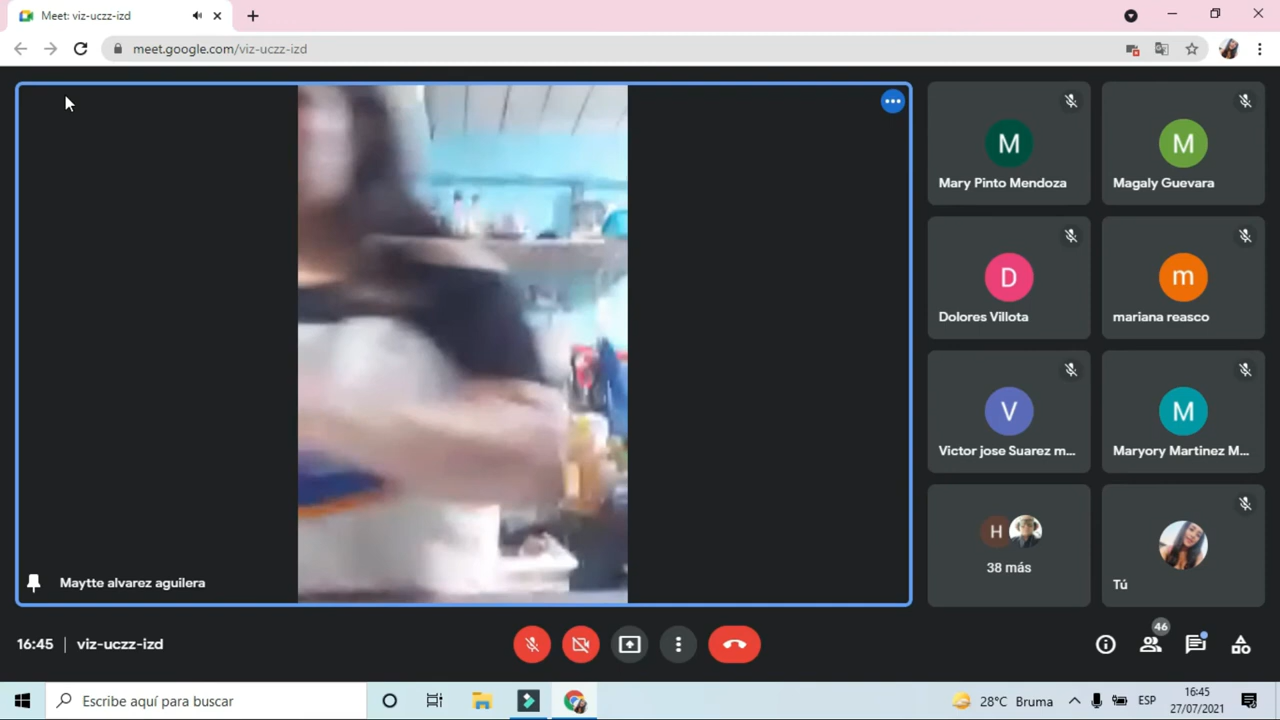 Meet: viz-uczz-izd
meet.google.com/viz-uczz-izd
M
Mary Pinto Mendoza
M
Magaly Guevara
D
Dolores Villota
m
mariana reasco
V
Victor jose Suarez m...
M
Maryory Martinez M...
H
38 más
Tú
Maytte alvarez aguilera
16:45 | viz-uczz-izd
46
Escribe aquí para buscar
28°C Bruma
ESP
16:45
27/07/2021